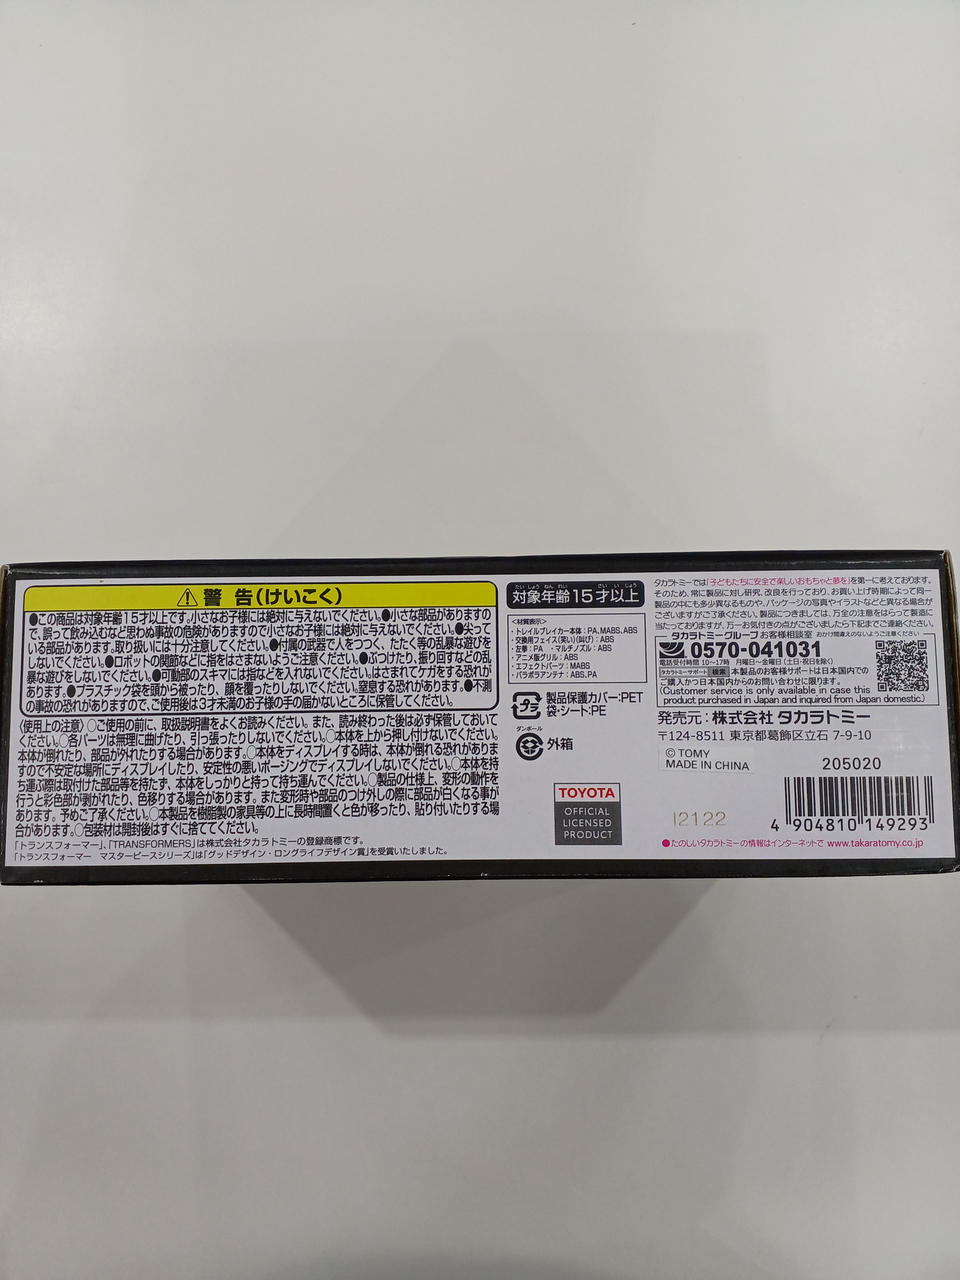 警告(けいこく)
●この商品は対象年齢15才以上です。小さなお子様には絶対に与えないでください。●小さな部品がありますの
で、誤って飲み込むなど思わぬ事故の危険がありますので小さなお子様には絶対に与えないでください。●尖って
いる部品があります。取り扱いには十分注意してください。●付属の武器で人をつつく、たたく等の乱暴な遊びを
しないでください。●ロボットの関節などに指をはさまないようご注意ください。●ぶつけたり、振り回すなどの乱
暴な遊びをしないでください。●可動部のスキマには指などを入れないでください。はさまれてケガをする恐れが
あります。●プラスチック袋を頭から被ったり、顔を覆ったりしないでください。窒息する恐れがあります。●不測
の事故の恐れがありますので、ご使用後は3才未満のお子様の手の届かないところに保管してください。
〈使用上の注意〉○ご使用の前に、取扱説明書をよくお読みください。また、読み終わった後は必ず保管しておいて
ください。○各パーツは無理に曲げたり、引っ張ったりしないでください。○本体を上から押し付けないでください。
本体が倒れたり、部品が外れたりする場合があります。○本体をディスプレイする時は、本体が倒れる恐れがありま
すので不安定な場所にディスプレイしたり、安定性の悪いポージングでディスプレイしないでください。○本体を持
ち運ぶ際は取付けた部品等を持たず、本体をしっかりと持って持ち運んでください。○製品の仕様上、変形の動作を
行うと彩色部が剥がれたり、色移りする場合があります。また変形時や部品のつけ外しの際に部品が白くなる事が
あります。予めご了承ください。○本製品を樹脂製の家具等の上に長時間置くと色が移ったり、貼り付いたりする場
合があります。○包装材は開封後はすぐに捨ててください。
「トランスフォーマー」、「TRANSFORMERS」は株式会社タカラトミーの登録商標です。
「トランスフォーマー マスターピースシリーズ」は「グッドデザイン・ロングライフデザイン賞」を受賞いたしました。
たいしょうねんれい さいいじょう
対象年齢15才以上
<材質表示>
・トレイルブレイカー本体:PA,MABS,ABS
・交換用フェイス(笑い)(叫び):ABS
・左拳:PA ・マルチノズル:ABS
・アニメ版グリル:ABS
・エフェクトパーツ:MABS
・パラボラアンテナ:ABS,PA
プラ
製品保護カバー:PET
袋・シート:PE
ダンボール
外箱
TOYOTA
OFFICIAL
LICENSED
PRODUCT
タカラトミーでは「子どもたちに安全で楽しいおもちゃと夢を」を第一に考えております。
そのため、常に製品に対し研究、改良を行っており、お買い上げ時期によって同一
製品の中にも多少異なるものや、パッケージの写真やイラストなどと異なる場合が
ございますがご了承ください。製品につきましては、万全の注意をはらって製造に
当たっておりますが、万一お気付きの点がございましたら下記までご連絡ください。
タカラトミーグループ お客様相談室 おかけ間違えのないようご注意ください
0570-041031
電話受付時間 10~17時 月曜日~金曜日(土・日・祝日を除く)
タカラトミーサポート 検索 本製品のお客様サポートは日本国内での
ご購入かつ日本国内からのお問い合わせに限ります。
(Customer service is only available in case this
product purchased in Japan and inquired from Japan domestic.)
発売元:株式会社 タカラトミー
〒124-8511 東京都葛飾区立石 7-9-10
© TOMY
MADE IN CHINA
205020
12122
4 904810 149293
●たのしいタカラトミーの情報はインターネットで www.takaratomy.co.jp